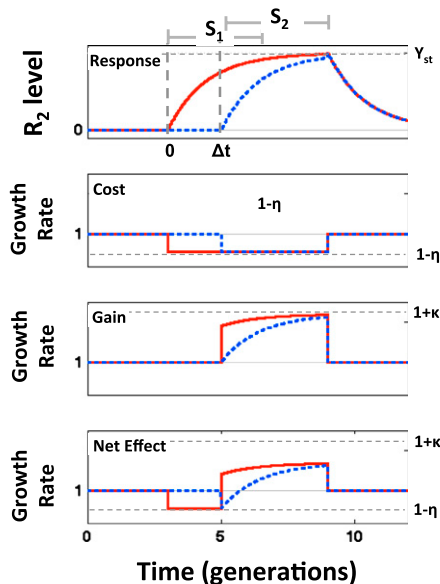 S1 S2
Response
Yst
R2 level
0
0 Δt
Cost
1-η
Growth
Rate
1
1-η
Gain
1+κ
Growth
Rate
1
Net Effect
1+κ
Growth
Rate
1
1-η
0 5 10
Time (generations)